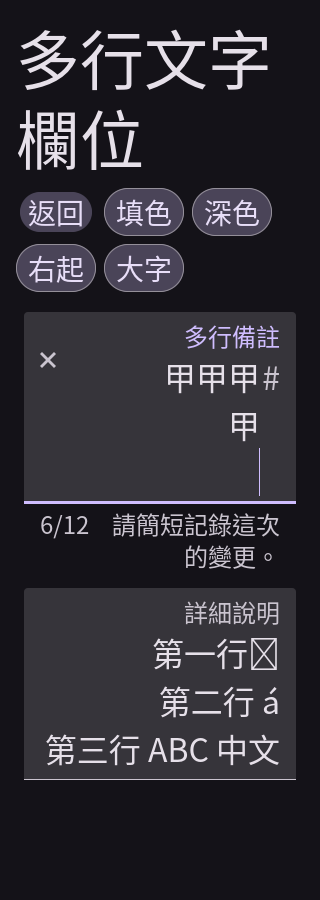 多行文字
欄位
返回 填色 深色
右起 大字
多行備註
甲甲甲#
甲
6/12 請簡短記錄這次
的變更。
詳細說明
第一行
第二行 á
第三行 ABC 中文